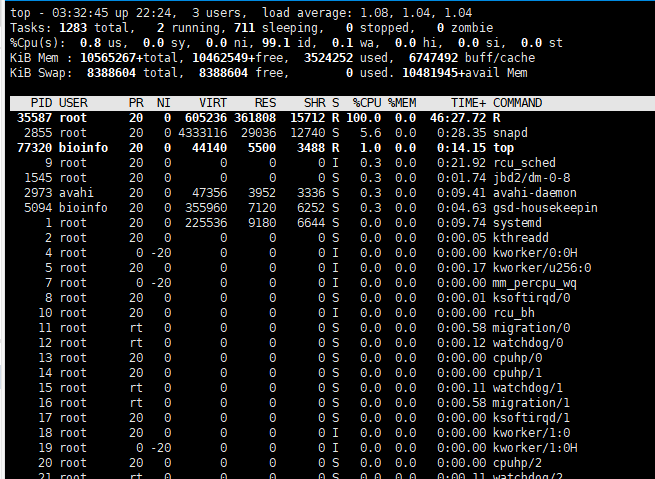 top - 03:32:45 up 22:24,  3 users,  load average: 1.08, 1.04, 1.04
Tasks: 1283 total,   2 running, 711 sleeping,   0 stopped,   0 zombie
%Cpu(s):  0.8 us,  0.0 sy,  0.0 ni, 99.1 id,  0.1 wa,  0.0 hi,  0.0 si,  0.0 st
KiB Mem : 10565267+total, 10462549+free,  3524252 used,  6747492 buff/cache
KiB Swap:  8388604 total,  8388604 free,        0 used. 10481945+avail Mem
PID USER PR NI VIRT RES SHR S %CPU %MEM TIME+ COMMAND
35587 root 20 0 605236 361808 15712 R 100.0 0.0 46:27.72 R
2855 root 20 0 4333116 29036 12740 S 5.6 0.0 0:28.35 snapd
77320 bioinfo 20 0 44140 5500 3488 R 1.0 0.0 0:14.15 top
9 root 20 0 0 0 0 I 0.3 0.0 0:21.92 rcu_sched
1545 root 20 0 0 0 0 S 0.3 0.0 0:01.74 jbd2/dm-0-8
2973 avahi 20 0 47356 3952 3336 S 0.3 0.0 0:09.41 avahi-daemon
5094 bioinfo 20 0 355960 7120 6252 S 0.3 0.0 0:04.63 gsd-housekeepin
1 root 20 0 225536 9180 6644 S 0.0 0.0 0:09.74 systemd
2 root 20 0 0 0 0 S 0.0 0.0 0:00.05 kthreadd
4 root 0 -20 0 0 0 I 0.0 0.0 0:00.00 kworker/0:0H
5 root 20 0 0 0 0 I 0.0 0.0 0:00.17 kworker/u256:0
7 root 0 -20 0 0 0 I 0.0 0.0 0:00.00 mm_percpu_wq
8 root 20 0 0 0 0 S 0.0 0.0 0:00.01 ksoftirqd/0
10 root 20 0 0 0 0 I 0.0 0.0 0:00.00 rcu_bh
11 root rt 0 0 0 0 S 0.0 0.0 0:00.58 migration/0
12 root rt 0 0 0 0 S 0.0 0.0 0:00.12 watchdog/0
13 root 20 0 0 0 0 S 0.0 0.0 0:00.00 cpuhp/0
14 root 20 0 0 0 0 S 0.0 0.0 0:00.00 cpuhp/1
15 root rt 0 0 0 0 S 0.0 0.0 0:00.11 watchdog/1
16 root rt 0 0 0 0 S 0.0 0.0 0:00.58 migration/1
17 root 20 0 0 0 0 S 0.0 0.0 0:00.00 ksoftirqd/1
18 root 20 0 0 0 0 I 0.0 0.0 0:00.00 kworker/1:0
19 root 0 -20 0 0 0 I 0.0 0.0 0:00.00 kworker/1:0H
20 root 20 0 0 0 0 S 0.0 0.0 0:00.00 cpuhp/2
21 root rt 0 0 0 0 S 0.0 0.0 0:00.11 watchdog/2